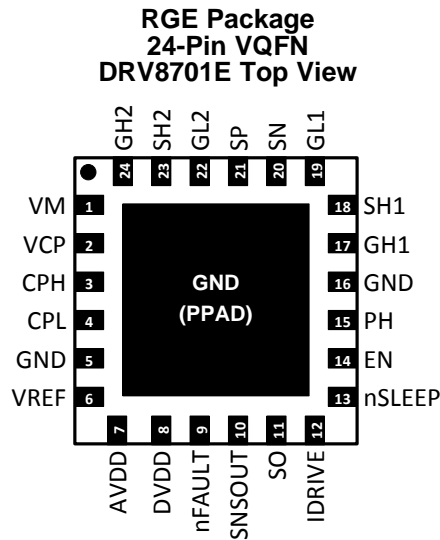 RGE Package
24-Pin VQFN
DRV8701E Top View
GH2
SH2
GL2
SP
SN
GL1
24
23
22
21
20
19
VM 1
VCP 2
CPH 3
CPL 4
GND 5
VREF 6
GND
(PPAD)
18 SH1
17 GH1
16 GND
15 PH
14 EN
13 nSLEEP
7
8
9
10
11
12
AVDD
DVDD
nFAULT
SNSOUT
SO
IDRIVE